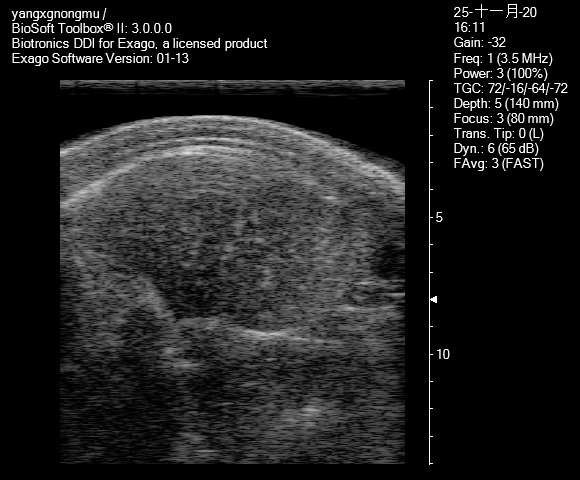 yangxgnongmu /
BioSoft Toolbox® II: 3.0.0.0
Biotronics DDI for Exago, a licensed product
Exago Software Version: 01-13
25-十一月-20
16:11
Gain: -32
Freq: 1 (3.5 MHz)
Power: 3 (100%)
TGC: 72/-16/-64/-72
Depth: 5 (140 mm)
Focus: 3 (80 mm)
Trans. Tip: 0 (L)
Dyn.: 6 (65 dB)
FAvg: 3 (FAST)
5
10